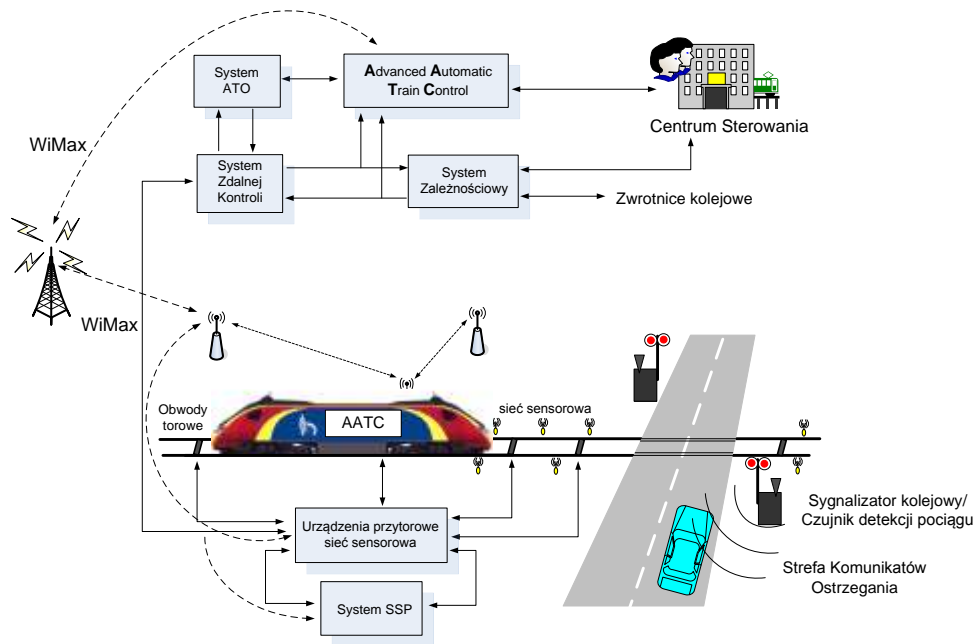 System
ATO
Advanced Automatic
Train Control
Centrum Sterowania
WiMax
System
Zdalnej
Kontroli
System
Zależnościowy
Zwrotnice kolejowe
WiMax
Obwody
torowe
AATC
sieć sensorowa
Urządzenia przytorowe
sieć sensorowa
System SSP
Sygnalizator kolejowy/
Czujnik detekcji pociągu
Strefa Komunikatów
Ostrzegania